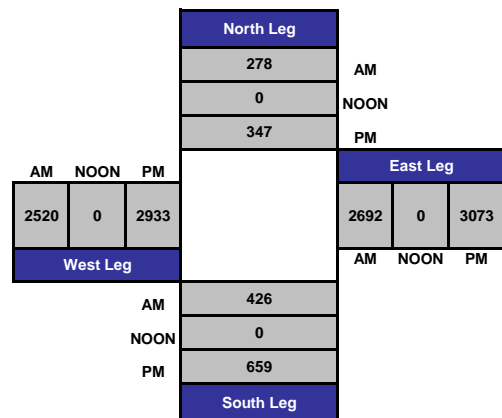 North Leg
278 AM
0 NOON
347 PM
AM NOON PM
East Leg
2520 0 2933
2692 0 3073
West Leg
AM NOON PM
AM 426
NOON 0
PM 659
South Leg